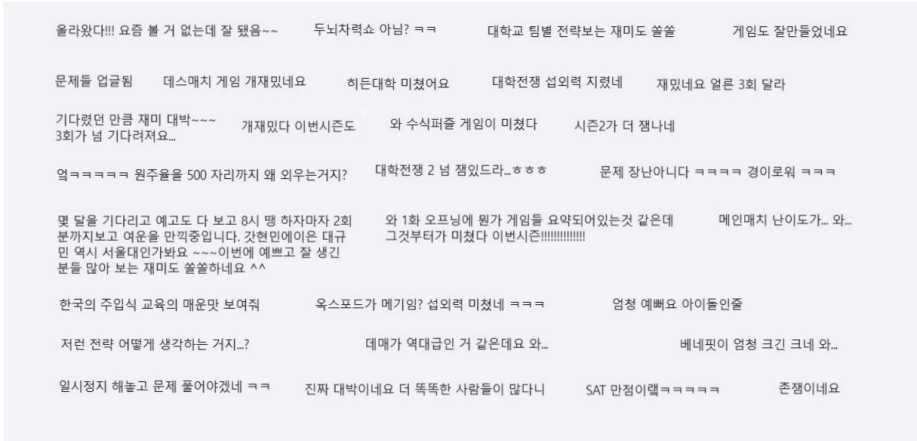 올라왔다!!! 요즘 볼 거 없는데 잘 됐음~~
두뇌차력쇼 아님? ㅋㅋ
대학교 팀별 전략보는 재미도 쏠쏠
게임도 잘만들었네요
문제들 업글됨
데스매치 게임 개재밌네요
히든대학 미쳤어요
대학전쟁 섭외력 지렸네
재밌네요 얼른 3회 달라
기다렸던 만큼 재미 대박~~~
3회가 넘 기다려져요...
개재밌다 이번시즌도
와 수식퍼즐 게임이 미쳤다
시즌2가 더 잼나네
엌ㅋㅋㅋㅋㅋ 원주율을 500 자리까지 왜 외우는거지?
대학전쟁 2 넘 잼있드라...ㅎㅎㅎ
문제 장난아니다 ㅋㅋㅋㅋ 경이로워 ㅋㅋㅋ
몇 달을 기다리고 예고도 다 보고 8시 땡 하자마자 2회
분까지보고 여운을 만끽중입니다. 갓현민에이은 대규
민 역시 서울대인가봐요 ~~~이번에 예쁘고 잘 생긴
분들 많아 보는 재미도 쏠쏠하네요 ^^
와 1화 오프닝에 뭔가 게임들 요약되어있는것 같은데
그것부터가 미쳤다 이번시즌!!!!!!!!!!!!!!
메인매치 난이도가... 와...
한국의 주입식 교육의 매운맛 보여줘
옥스포드가 메기임? 섭외력 미쳤네 ㅋㅋㅋ
엄청 예뻐요 아이돌인줄
저런 전략 어떻게 생각하는 거지...?
데매가 역대급인 거 같은데요 와...
베네핏이 엄청 크긴 크네 와...
일시정지 해놓고 문제 풀어야겠네 ㅋㅋ
진짜 대박이네요 더 똑똑한 사람들이 많다니
SAT 만점이랰ㅋㅋㅋㅋㅋ
존잼이네요